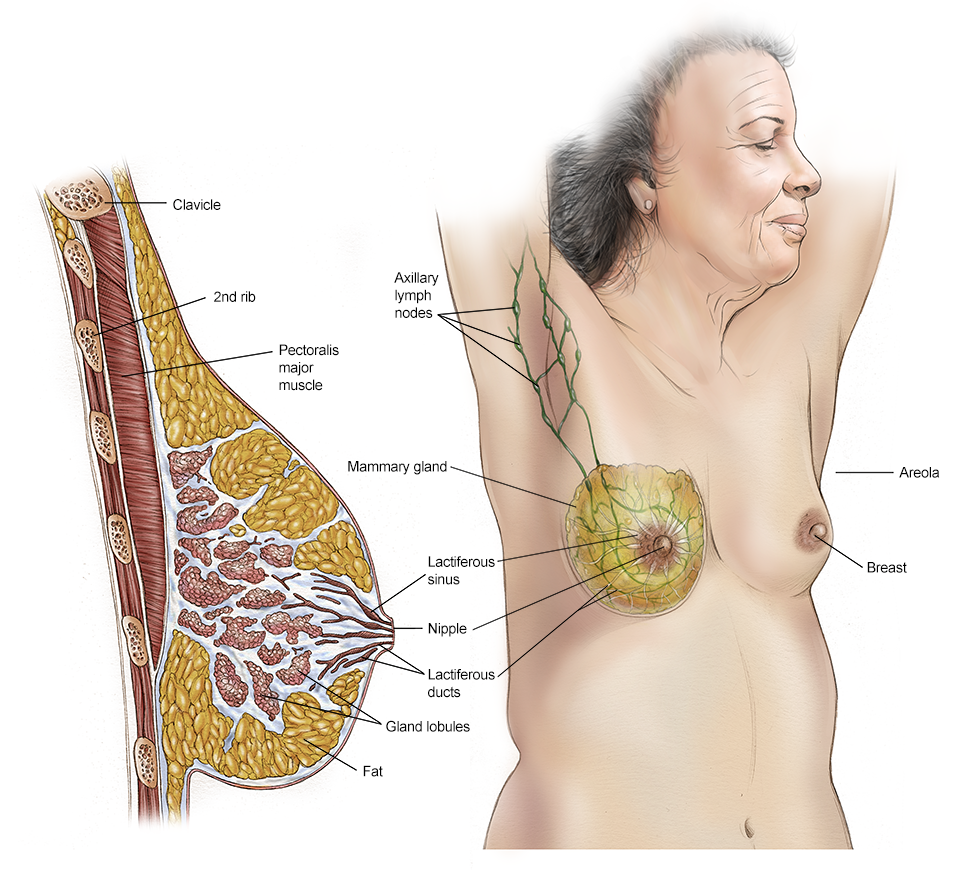 Clavicle
2nd rib
Pectoralis
major
muscle
Axillary
lymph
nodes
Mammary gland
Areola
Lactiferous
sinus
Breast
Nipple
Lactiferous
ducts
Gland lobules
Fat